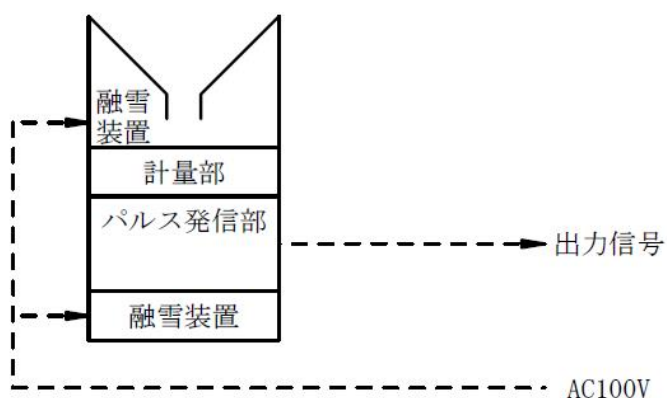 融雪
装置
計量部
パルス発信部
出力信号
融雪装置
AC100V